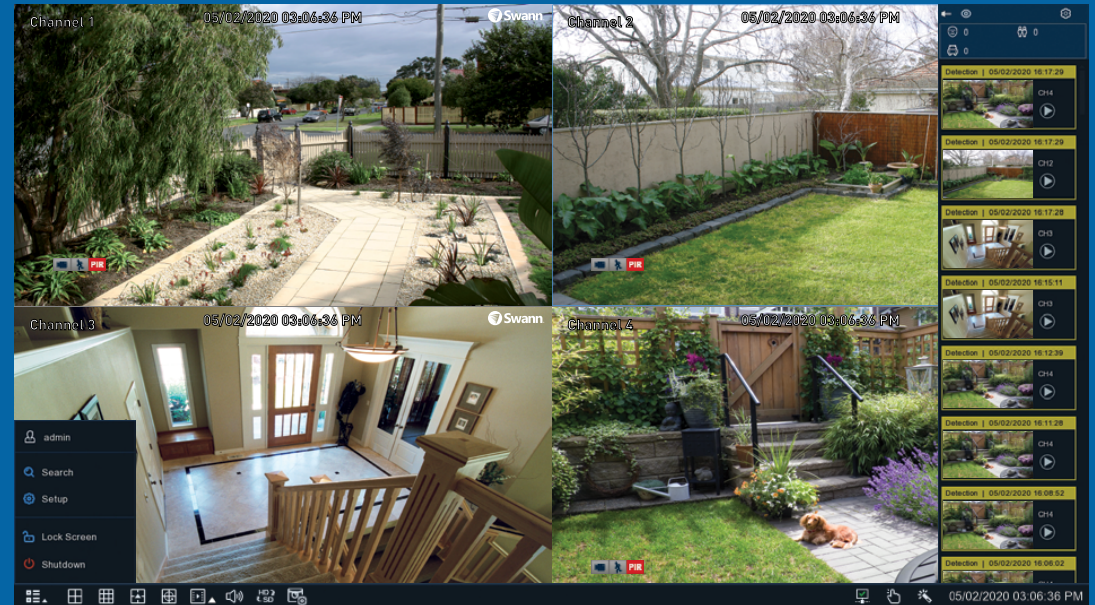 Channel 1
05/02/2020 03:06:36 PM
Swann
PIR
Channel 2
05/02/2020 03:06:36 PM
PIR
Channel 3
05/02/2020 03:06:36 PM
Swann
Channel 4
05/02/2020 03:06:36 PM
PIR
admin
Search
Setup
Lock Screen
Shutdown
0 0
0
Detection | 05/02/2020 16:17:29
CH4
Detection | 05/02/2020 16:17:29
CH2
Detection | 05/02/2020 16:17:28
CH3
Detection | 05/02/2020 16:15:11
CH3
Detection | 05/02/2020 16:12:39
CH4
Detection | 05/02/2020 16:11:28
CH4
Detection | 05/02/2020 16:08:52
CH4
Detection | 05/02/2020 16:06:02
HD
SD
05/02/2020 03:06:36 PM